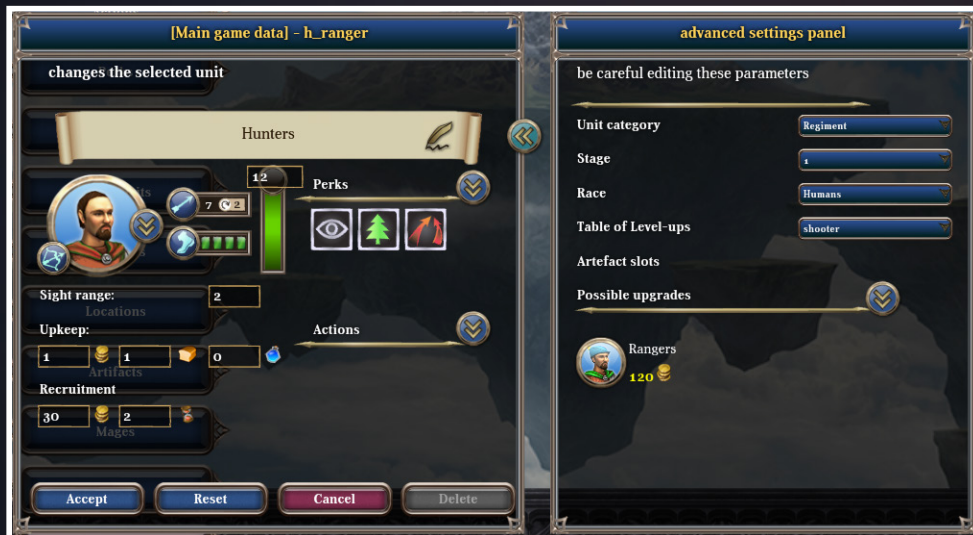 [Main game data] - h_ranger
changes the selected unit
Hunters
12
7 2
Perks
Sight range: 2
Locations
Upkeep:
1 1 0
Artifacts
Recruitment
30 2
Mages
Actions
Accept Reset Cancel Delete
advanced settings panel
be careful editing these parameters
Unit category Regiment
Stage 1
Race Humans
Table of Level-ups shooter
Artefact slots
Possible upgrades
Rangers
120